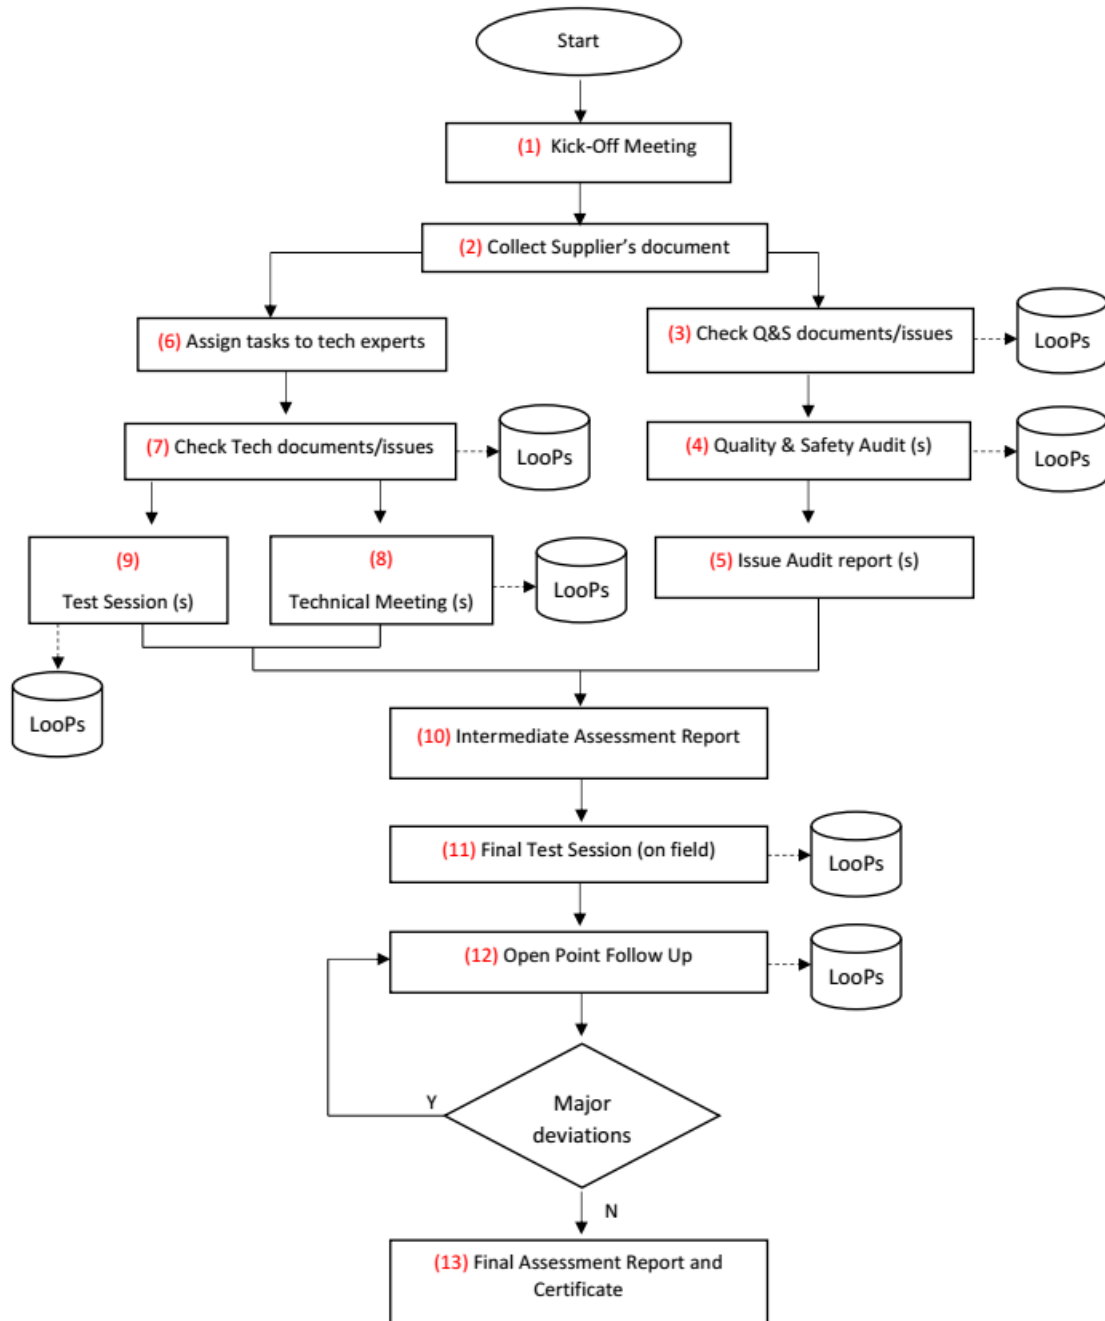 Start
(1) Kick-Off Meeting
(2) Collect Supplier's document
(6) Assign tasks to tech experts
(3) Check Q&S documents/issues
LooPs
(7) Check Tech documents/issues
LooPs
(4) Quality & Safety Audit (s)
LooPs
(9)
Test Session (s)
(8)
Technical Meeting (s)
LooPs
(5) Issue Audit report (s)
LooPs
(10) Intermediate Assessment Report
(11) Final Test Session (on field)
LooPs
(12) Open Point Follow Up
LooPs
Y
Major
deviations
N
(13) Final Assessment Report and
Certificate